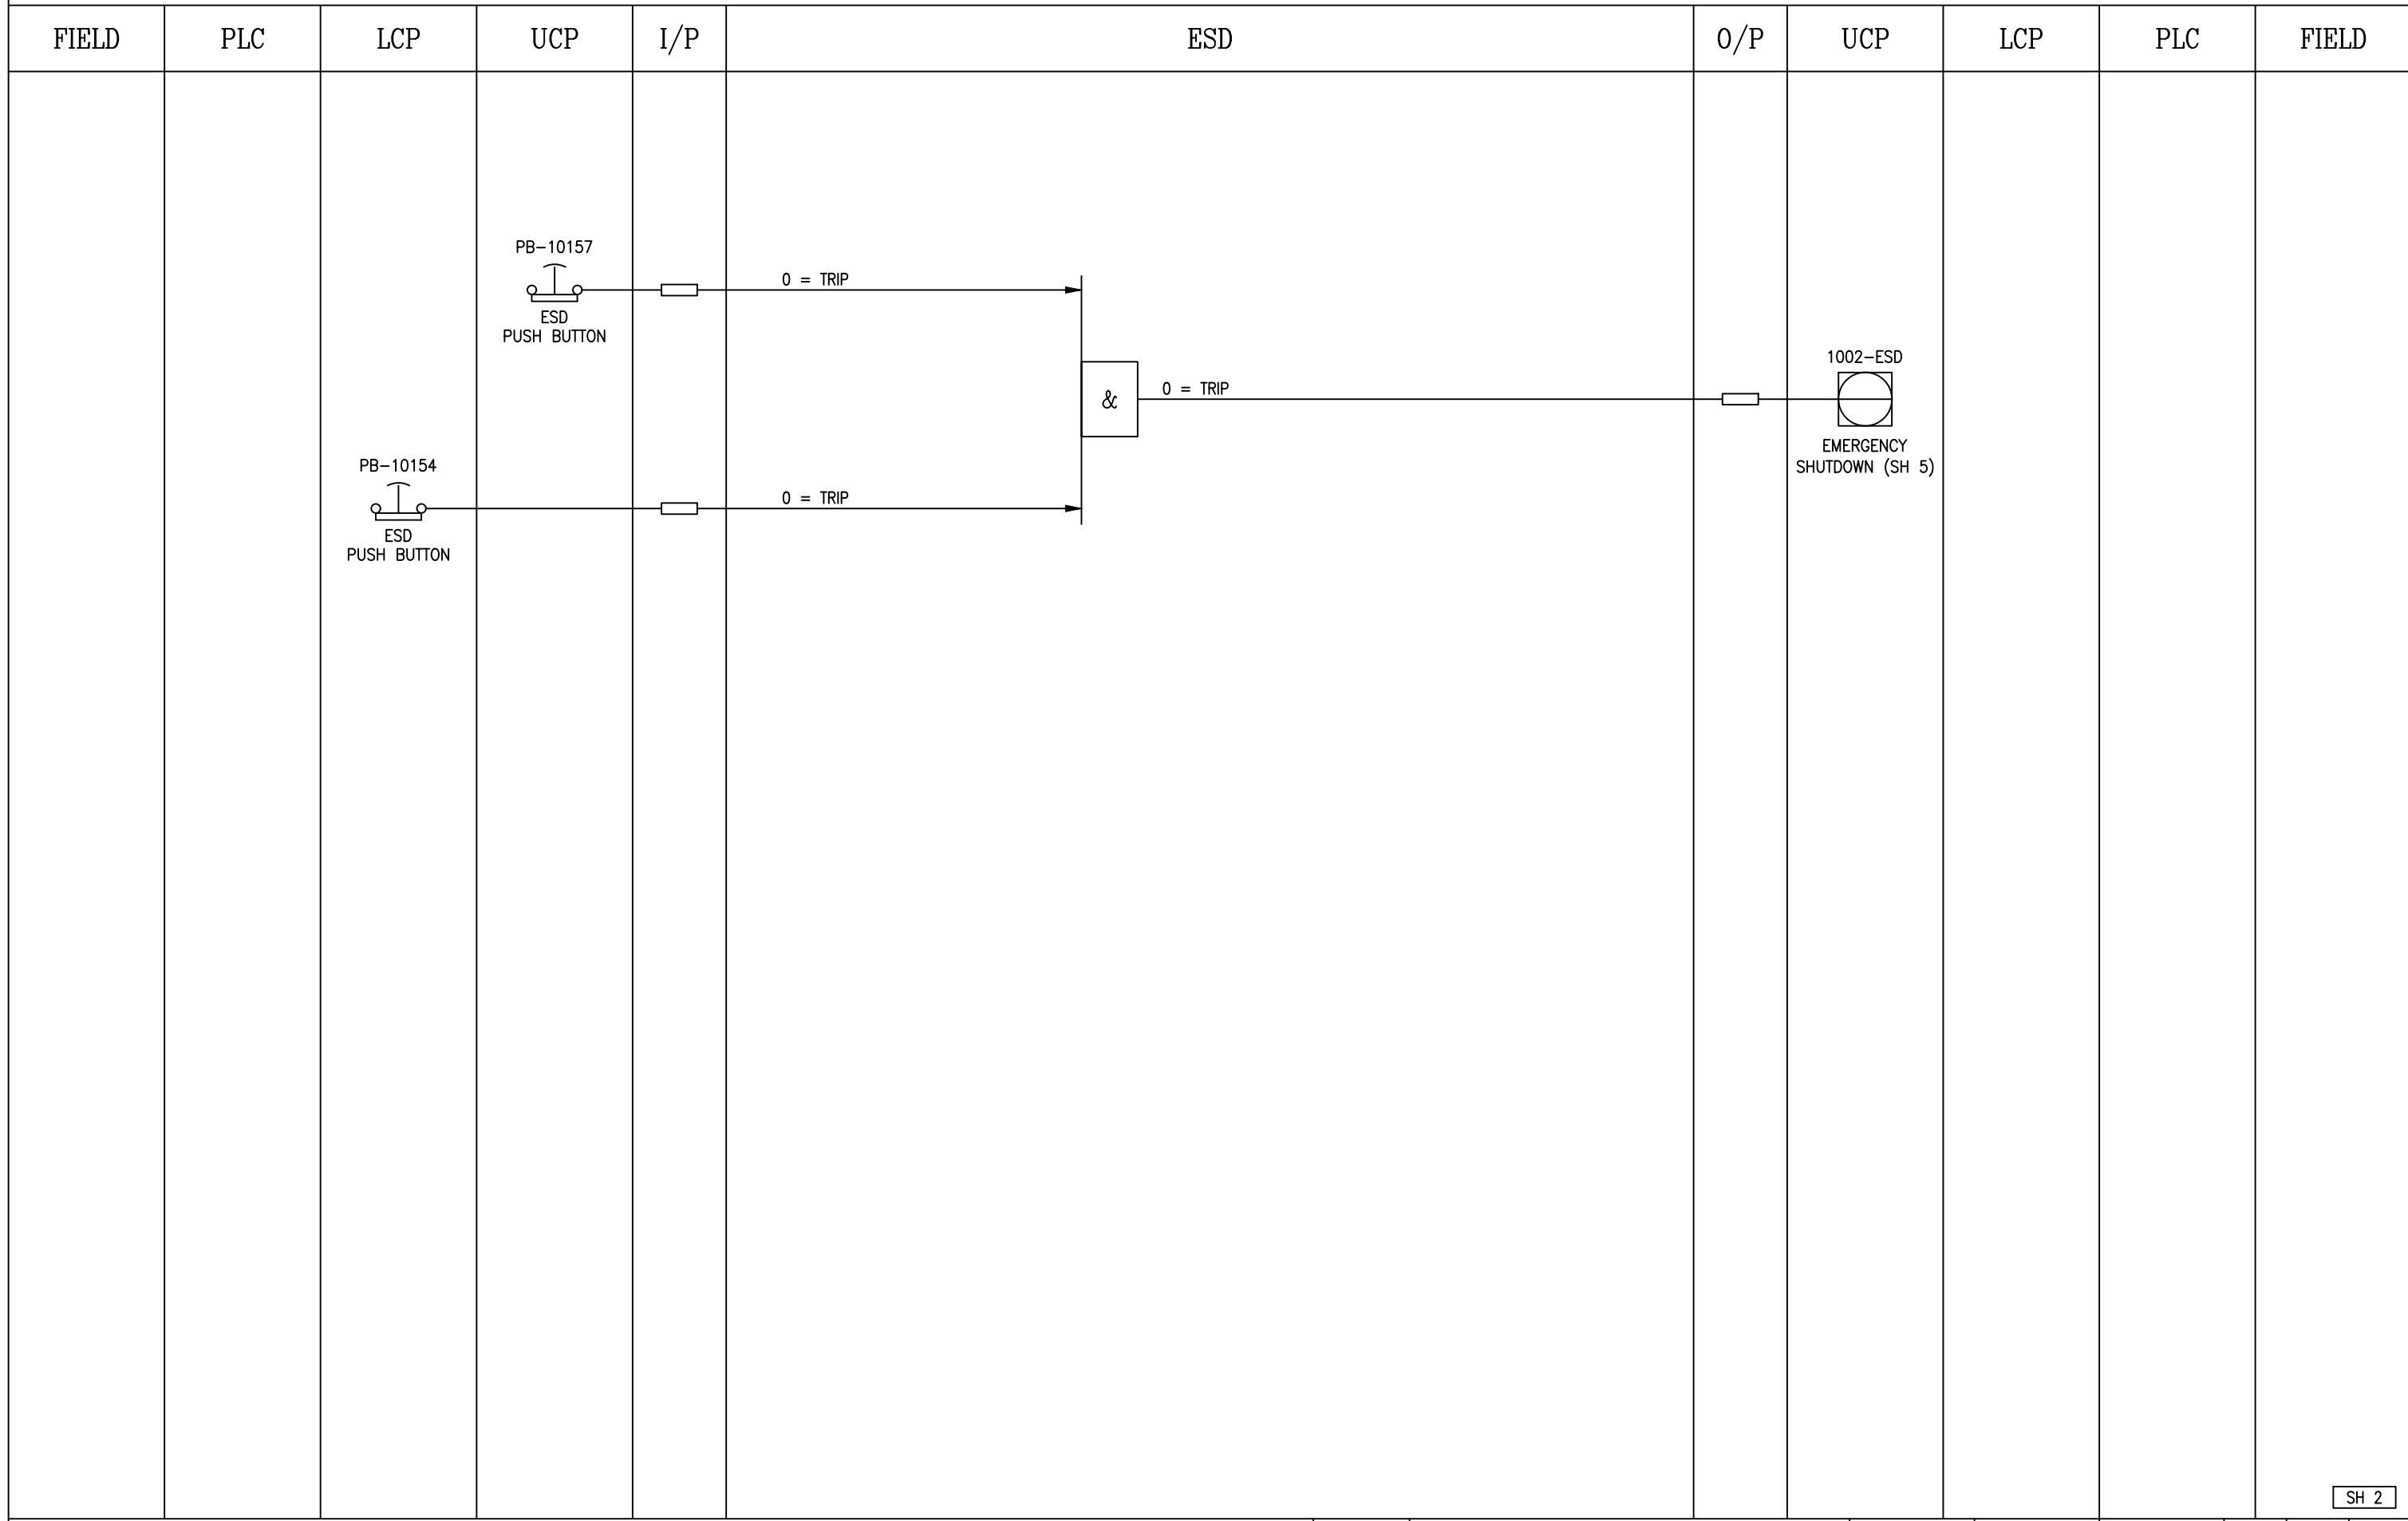 FIELD PLC LCP UCP I/P ESD O/P UCP LCP PLC FIELD
PB-10157
0 = TRIP
ESD
PUSH BUTTON
1002-ESD
&
0 = TRIP
EMERGENCY
SHUTDOWN (SH 5)
PB-10154
0 = TRIP
ESD
PUSH BUTTON
SH 2